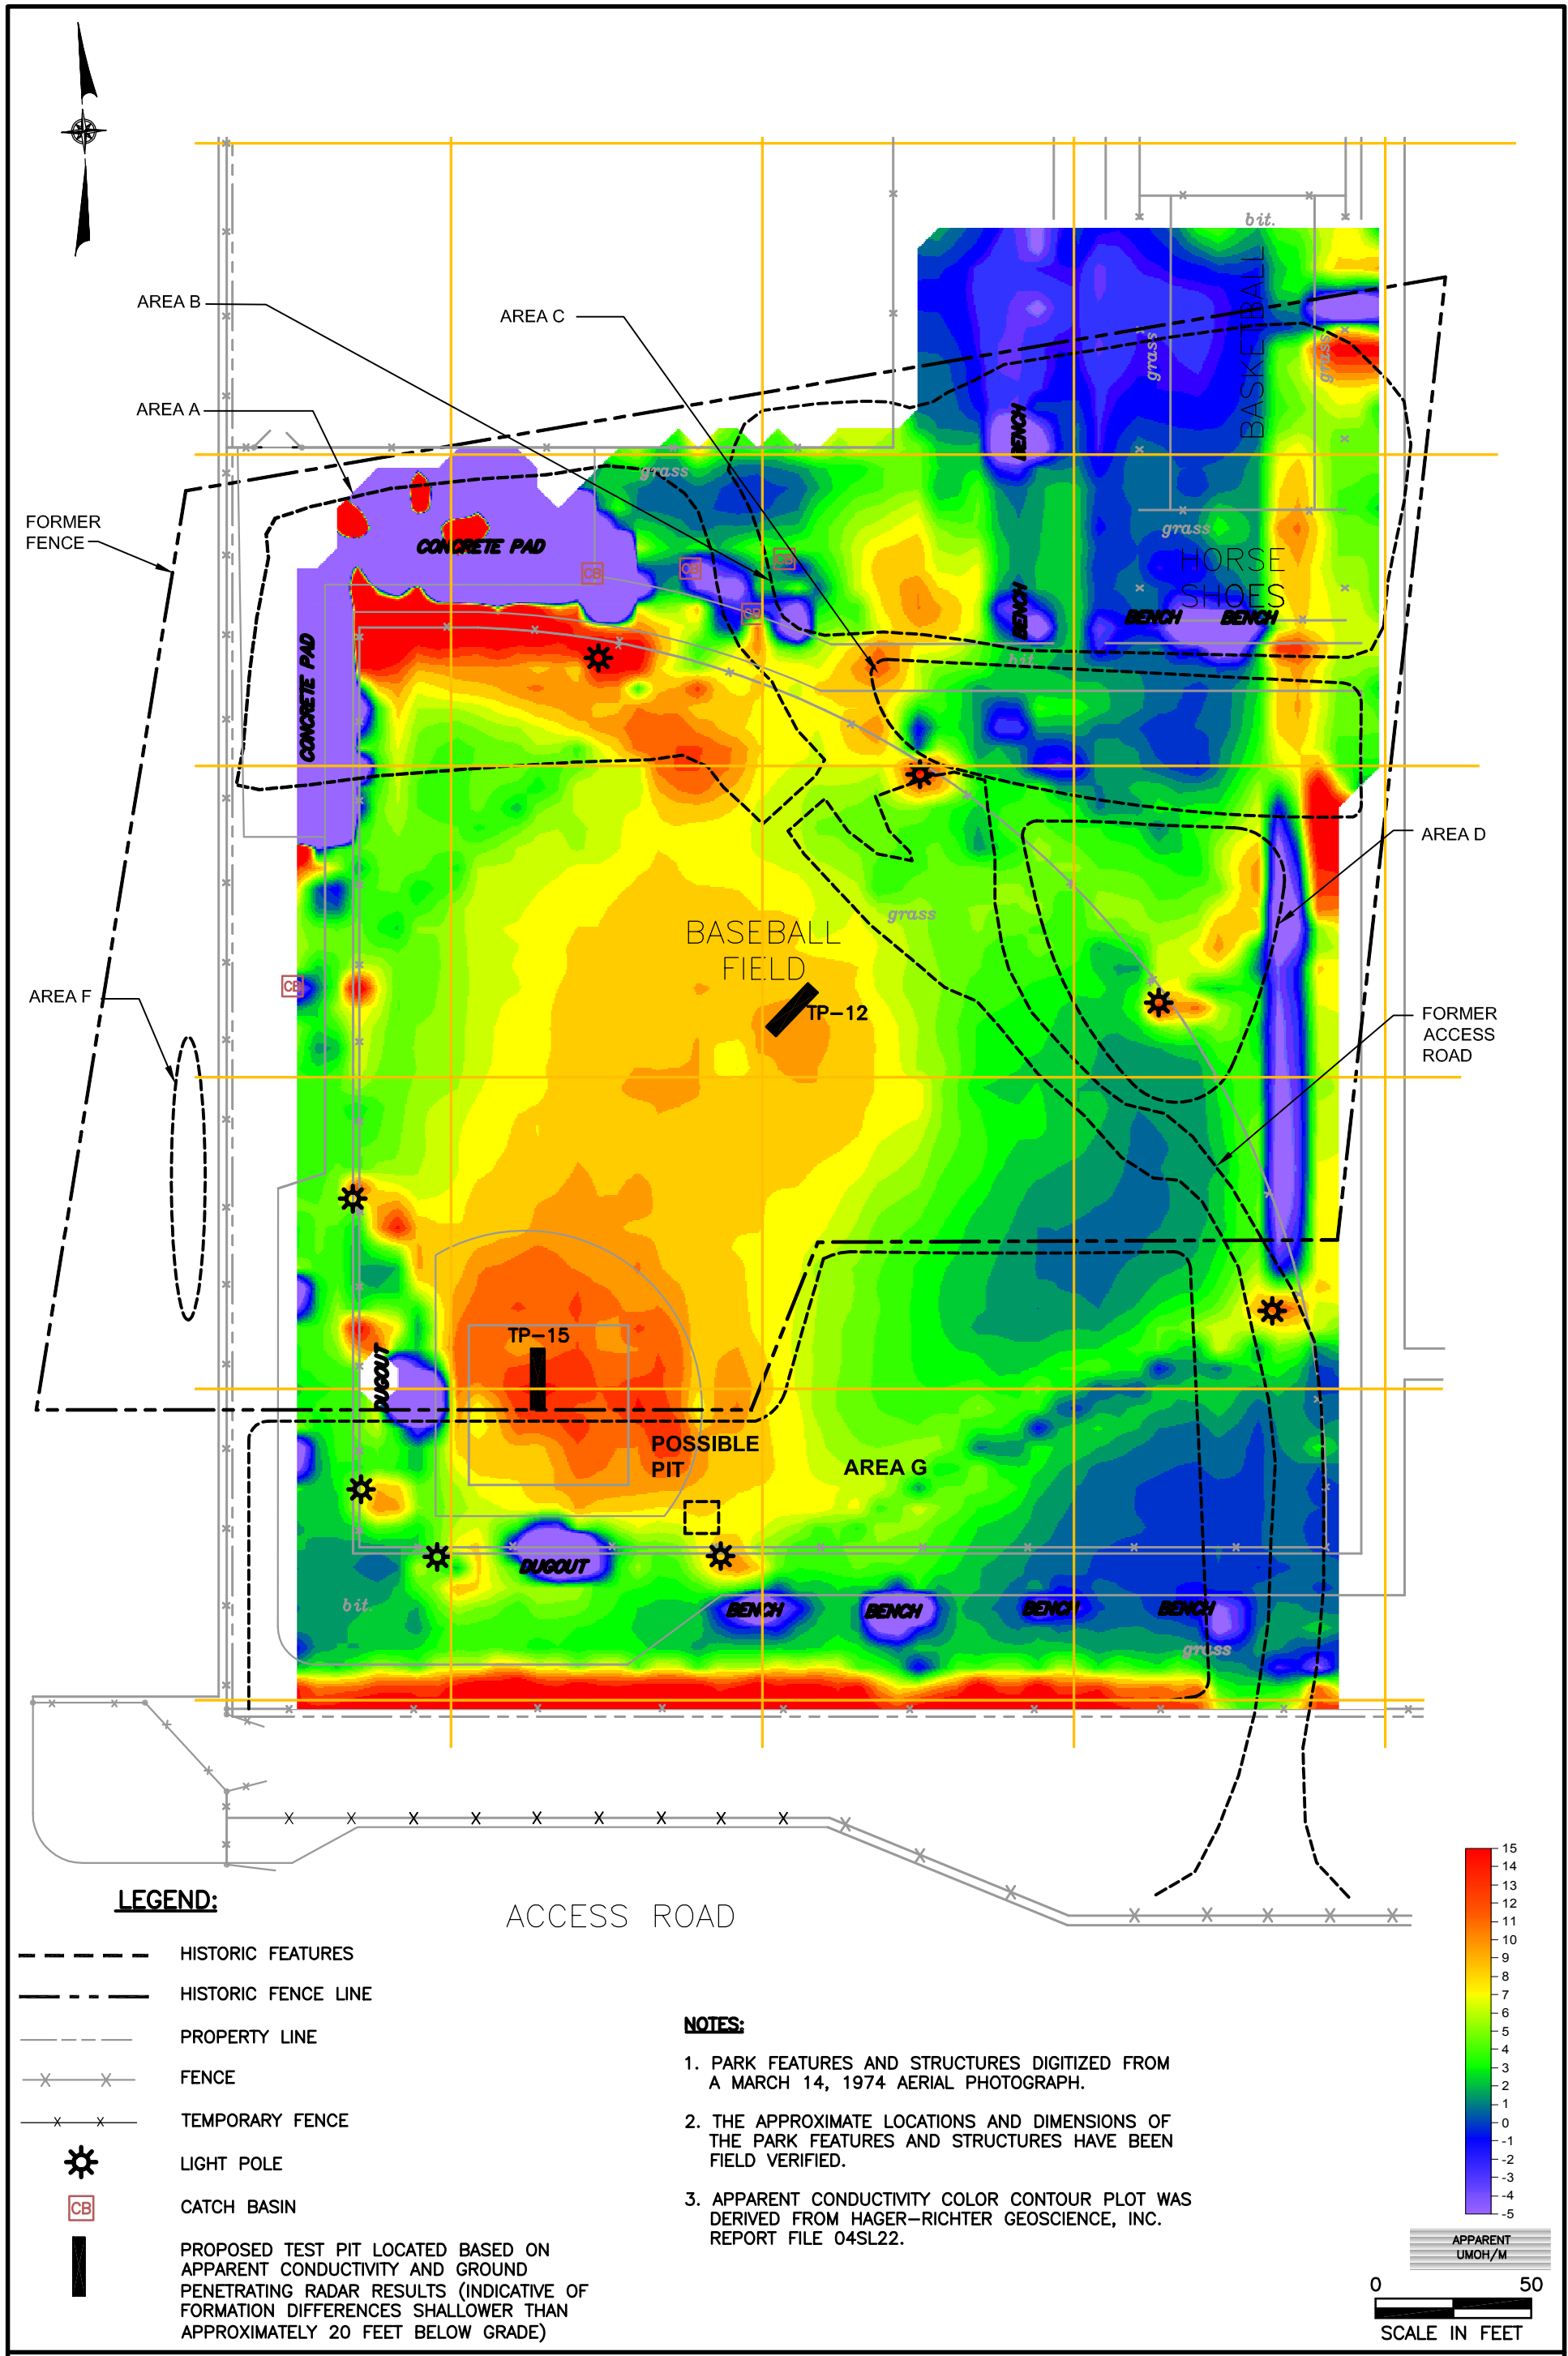 bit.
BASKETBALL
grass
grass
AREA B
AREA C
AREA A
BENCH
grass
FORMER
FENCE
grass
CONCRETE PAD
HORSE
SHOES
CB
CB
CB
CB
BENCH
BENCH
BENCH
bit.
CONCRETE PAD
AREA D
grass
BASEBALL
FIELD
CB
AREA F
TP-12
FORMER
ACCESS
ROAD
TP-15
DUGOUT
POSSIBLE
PIT
AREA G
DUGOUT
bit.
BENCH
BENCH
BENCH
BENCH
grass
LEGEND:
ACCESS ROAD
HISTORIC FEATURES
HISTORIC FENCE LINE
PROPERTY LINE
FENCE
TEMPORARY FENCE
LIGHT POLE
CB
CATCH BASIN
PROPOSED TEST PIT LOCATED BASED ON
APPARENT CONDUCTIVITY AND GROUND
PENETRATING RADAR RESULTS (INDICATIVE OF
FORMATION DIFFERENCES SHALLOWER THAN
APPROXIMATELY 20 FEET BELOW GRADE)
NOTES:
1. PARK FEATURES AND STRUCTURES DIGITIZED FROM
A MARCH 14, 1974 AERIAL PHOTOGRAPH.
2. THE APPROXIMATE LOCATIONS AND DIMENSIONS OF
THE PARK FEATURES AND STRUCTURES HAVE BEEN
FIELD VERIFIED.
3. APPARENT CONDUCTIVITY COLOR CONTOUR PLOT WAS
DERIVED FROM HAGER-RICHTER GEOSCIENCE, INC.
REPORT FILE 04SL22.
15
14
13
12
11
10
9
8
7
6
5
4
3
2
1
0
-1
-2
-3
-4
-5
APPARENT
UMOH/M
0 50
SCALE IN FEET